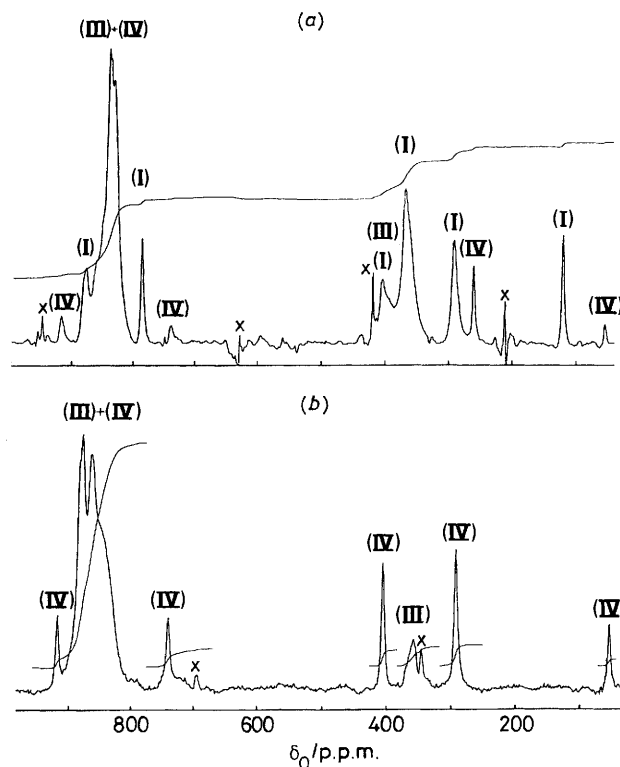 (III)+(IV)
(a)
(I)
(I)
(I)
(III)
(I)
(I)
(IV)
(I)
x
(IV)
x
(IV)
x
x
(IV)
(III)+(IV)
(b)
(IV)
(IV)
x
(IV)
(III)
x
(IV)
(IV)
800
600
400
200
δO/p.p.m.